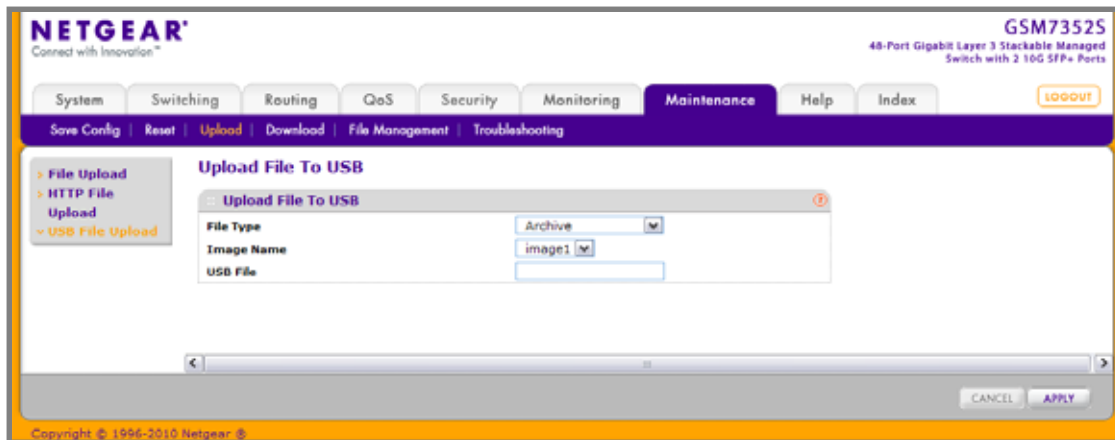 NETGEAR®
Connect with Innovation™
GSM7352S
48-Port Gigabit Layer 3 Stackable Managed
Switch with 2 10G SFP+ Ports
System Switching Routing QoS Security Monitoring Maintenance Help Index LOGOUT
Save Config | Reset | Upload | Download | File Management | Troubleshooting
File Upload
HTTP File
Upload
USB File Upload
Upload File To USB
Upload File To USB ?
File Type Archive
Image Name image1
USB File
CANCEL APPLY
Copyright © 1996-2010 Netgear ®